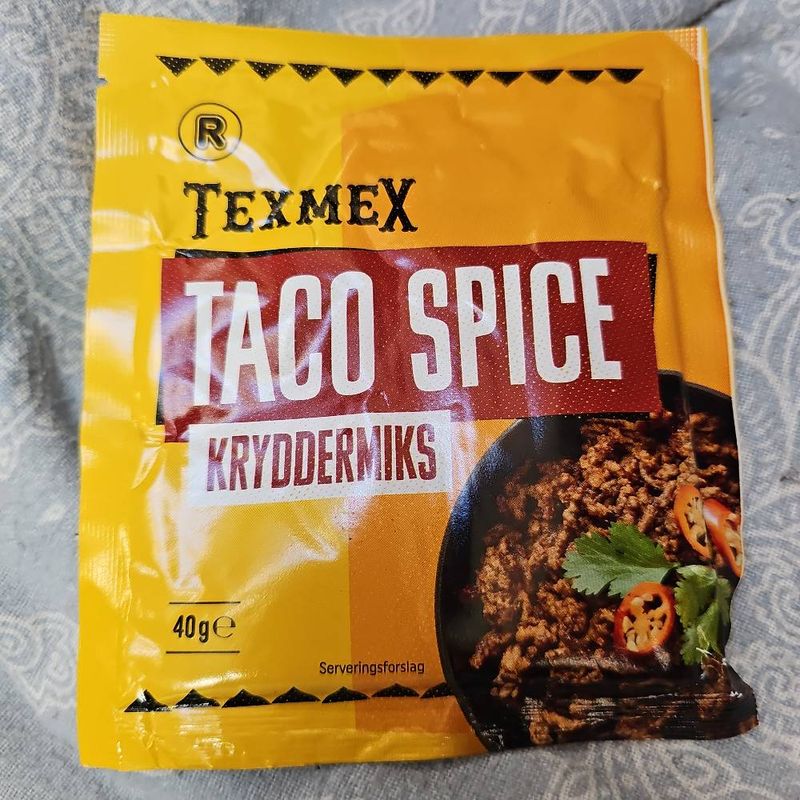 R
TEXMEX
TACO SPICE
KRYDDERMIKS
40g℮
Serveringsforslag